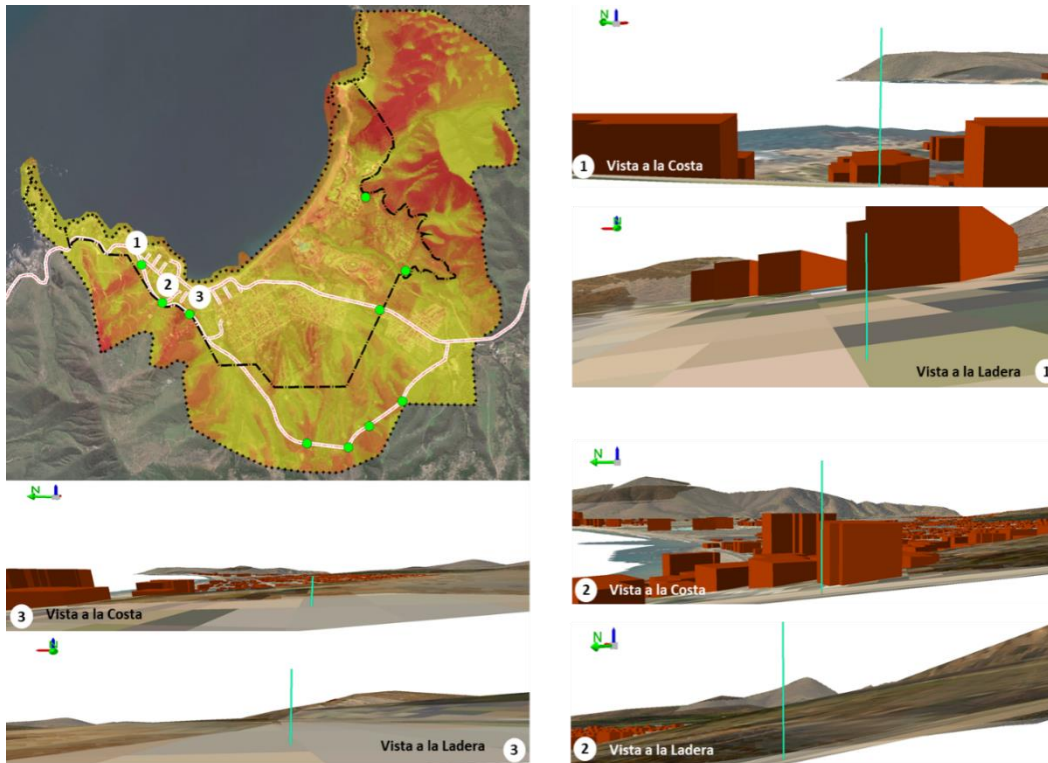 1
2
3
N
1 Vista a la Costa
Vista a la Ladera 1
N
2 Vista a la Costa
N
2 Vista a la Ladera
N
3 Vista a la Costa
Vista a la Ladera 3